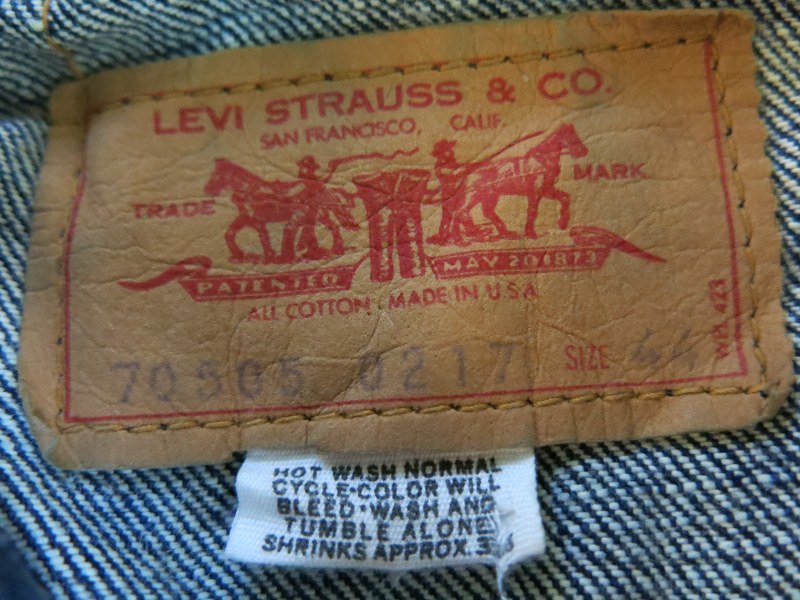 LEVI STRAUSS & CO.
SAN FRANCISCO, CALIF.
TRADE MARK
PATENTED MAY 20 1873
ALL COTTON MADE IN U.S.A
70505 0217 SIZE 44
WPL 423
HOT WASH NORMAL
CYCLE•COLOR WILL
BLEED•WASH AND
TUMBLE ALONE
SHRINKS APPROX.